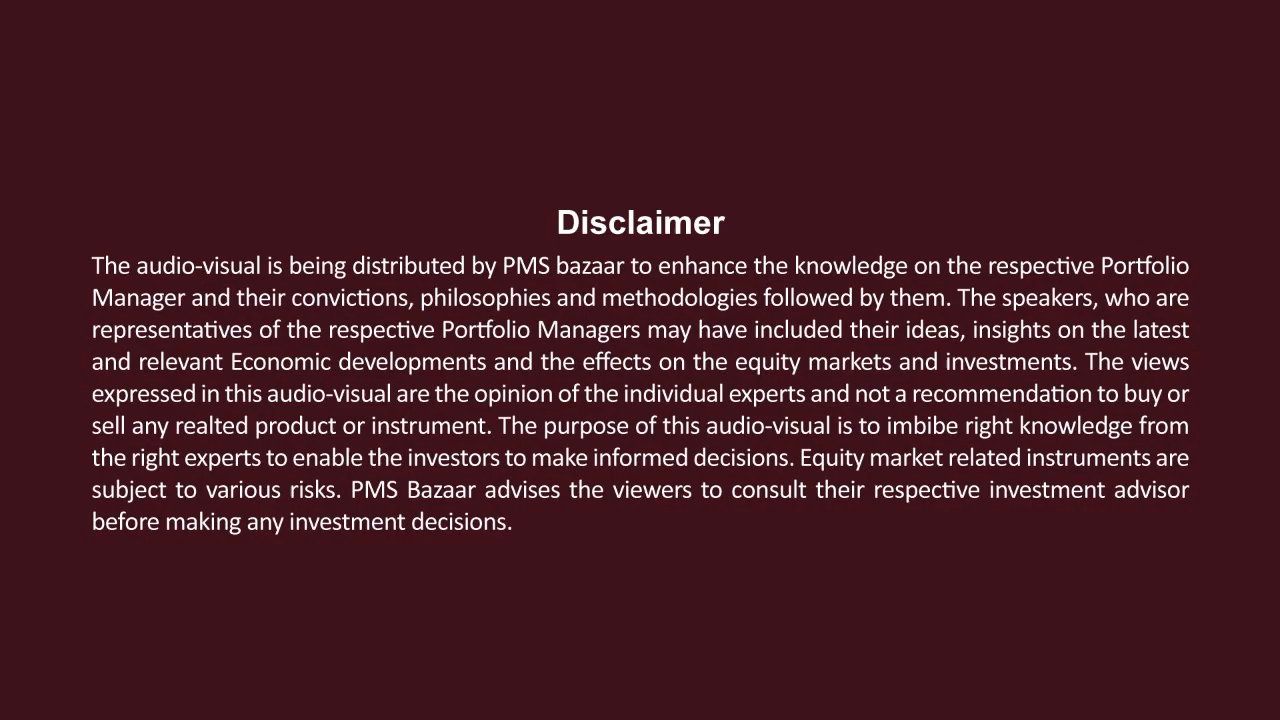 Disclaimer
The audio-visual is being distributed by PMS bazaar to enhance the knowledge on the respective Portfolio
Manager and their convictions, philosophies and methodologies followed by them. The speakers, who are
representatives of the respective Portfolio Managers may have included their ideas, insights on the latest
and relevant Economic developments and the effects on the equity markets and investments. The views
expressed in this audio-visual are the opinion of the individual experts and not a recommendation to buy or
sell any realted product or instrument. The purpose of this audio-visual is to imbibe right knowledge from
the right experts to enable the investors to make informed decisions. Equity market related instruments are
subject to various risks. PMS Bazaar advises the viewers to consult their respective investment advisor
before making any investment decisions.